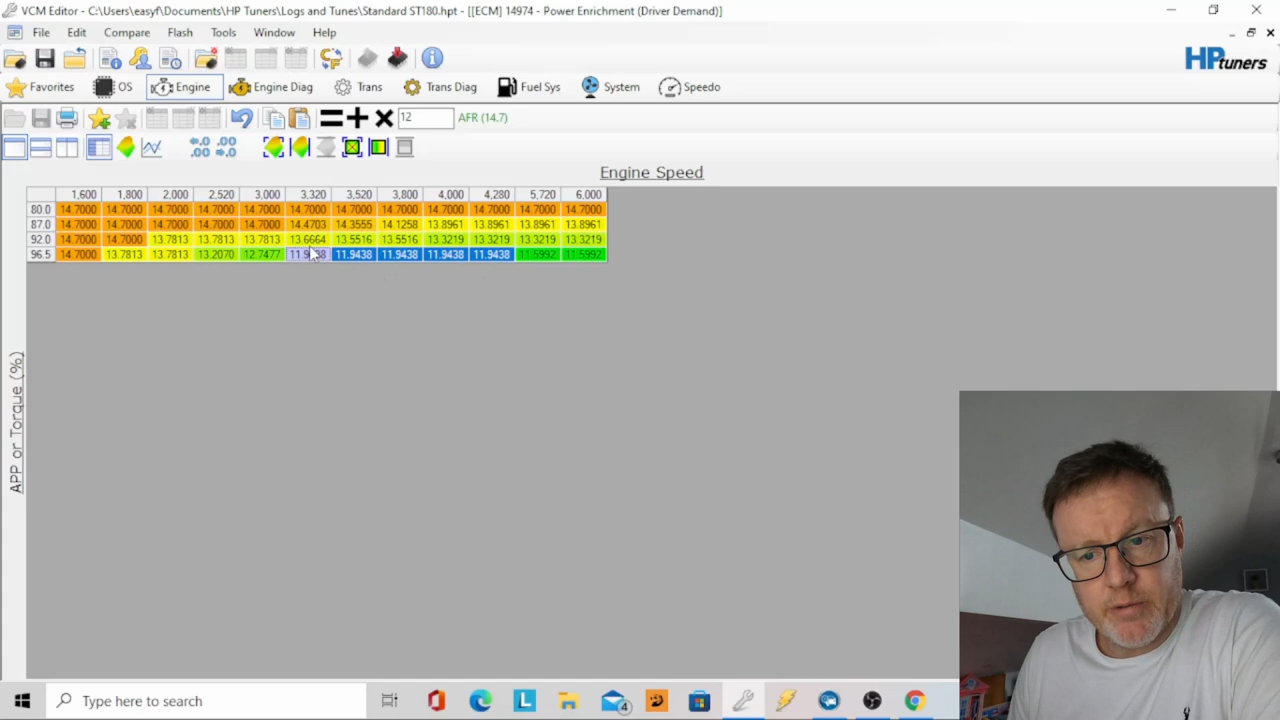 VCM Editor - C:\Users\easyf\Documents\HP Tuners\Logs and Tunes\Standard ST180.hpt - [[ECM] 14974 - Power Enrichment (Driver Demand)]
File Edit Compare Flash Tools Window Help
HP tuners
Favorites OS Engine Engine Diag Trans Trans Diag Fuel Sys System Speedo
12 AFR (14.7)
Engine Speed
1,600 1,800 2,000 2,520 3,000 3,320 3,520 3,800 4,000 4,280 5,720 6,000
80.0 14.7000 14.7000 14.7000 14.7000 14.7000 14.7000 14.7000 14.7000 14.7000 14.7000 14.7000 14.7000
87.0 14.7000 14.7000 14.7000 14.7000 14.7000 14.4703 14.3555 14.1258 13.8961 13.8961 13.8961 13.8961
92.0 14.7000 14.7000 13.7813 13.7813 13.7813 13.6664 13.5516 13.5516 13.3219 13.3219 13.3219 13.3219
96.5 14.7000 13.7813 13.7813 13.2070 12.7477 11.9438 11.9438 11.9438 11.9438 11.5992 11.5992
APP or Torque (%)
Type here to search
4